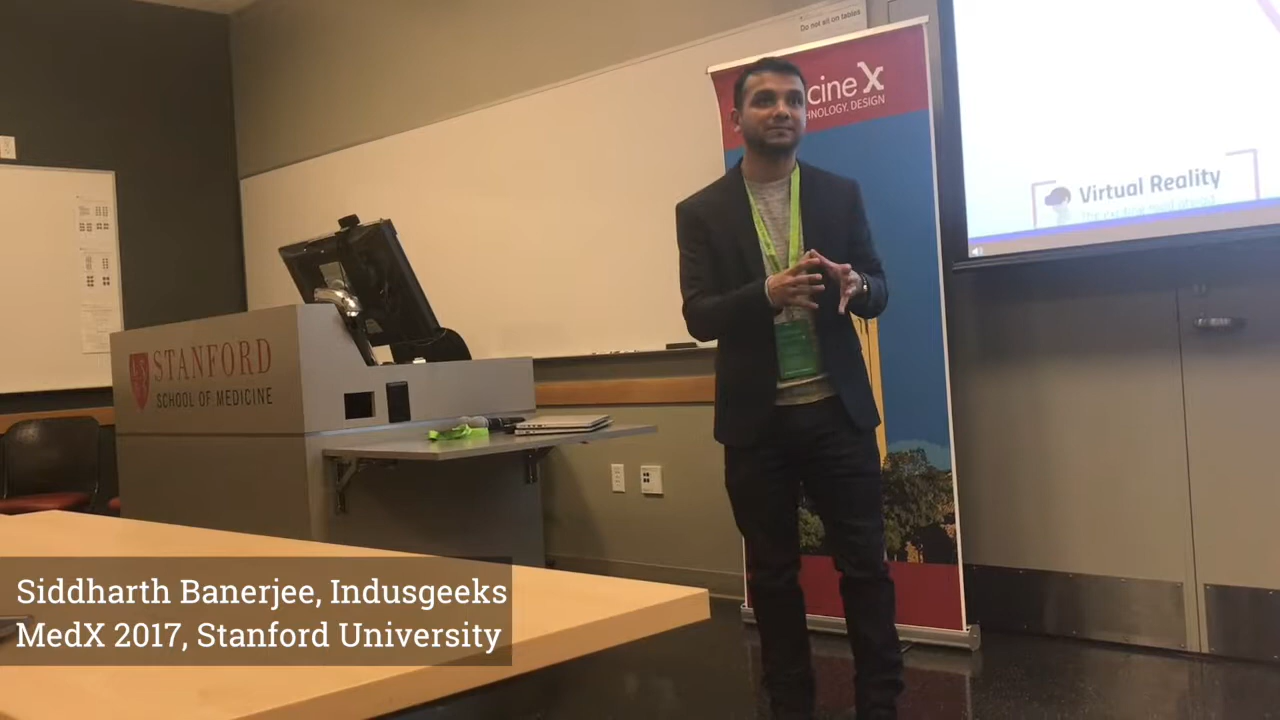 Do not sit on tables
cine X
HNOLOGY. DESIGN
Virtual Reality
STANFORD
SCHOOL OF MEDICINE
Siddharth Banerjee, Indusgeeks
MedX 2017, Stanford University